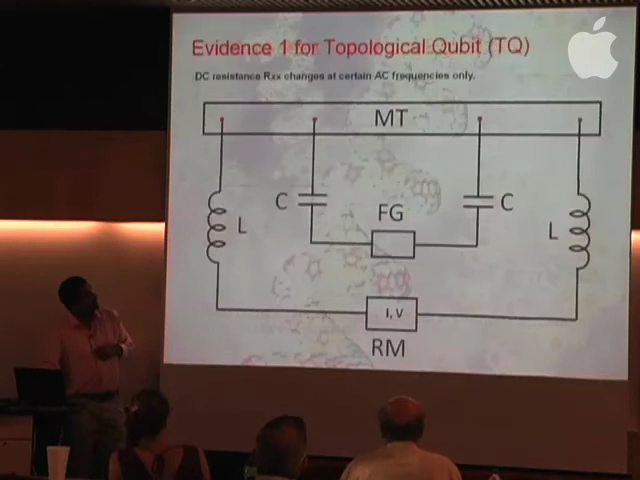 Evidence 1 for Topological Qubit (TQ)
DC resistance Rxx changes at certain AC frequencies only.
MT
C
C
FG
L
L
I, V
RM